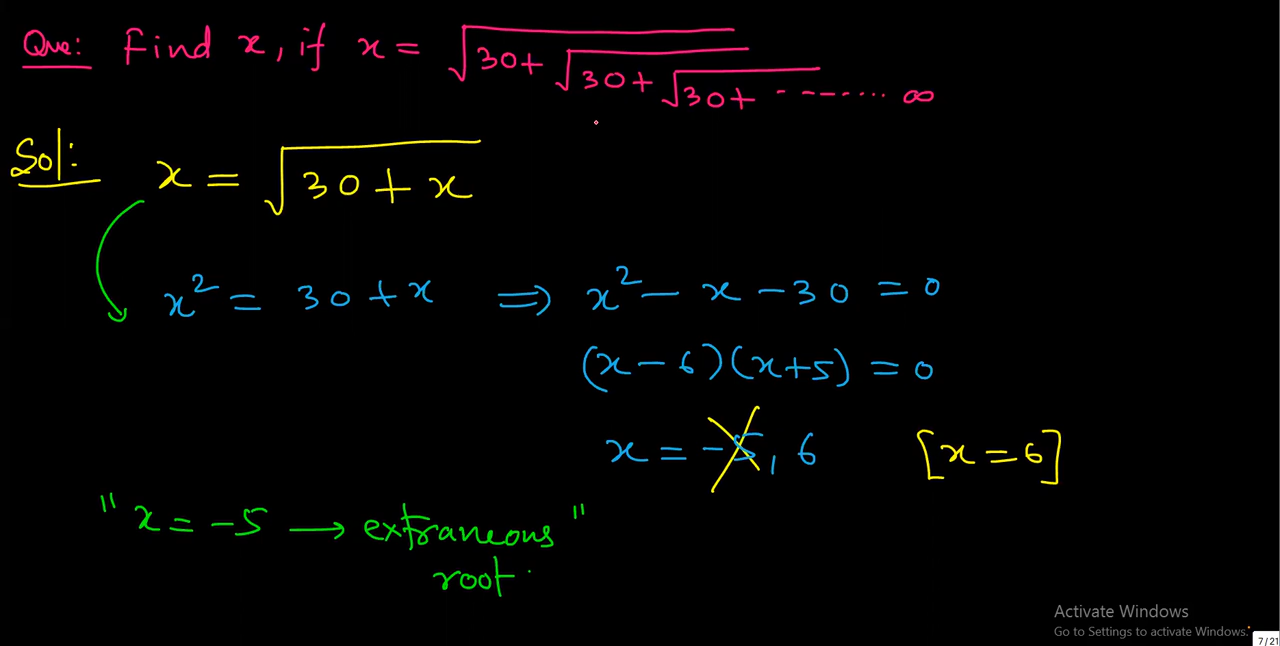 Que: Find x, if x = √(30+√(30+√(30+ ------..... ∞
Sol:
x = √(30+x)
x² = 30+x ⇒ x² - x - 30 = 0
(x-6)(x+5) = 0
x = -5, 6 [x=6]
"x = -5 → extraneous"
root.
Activate Windows
Go to Settings to activate Windows.
7/21